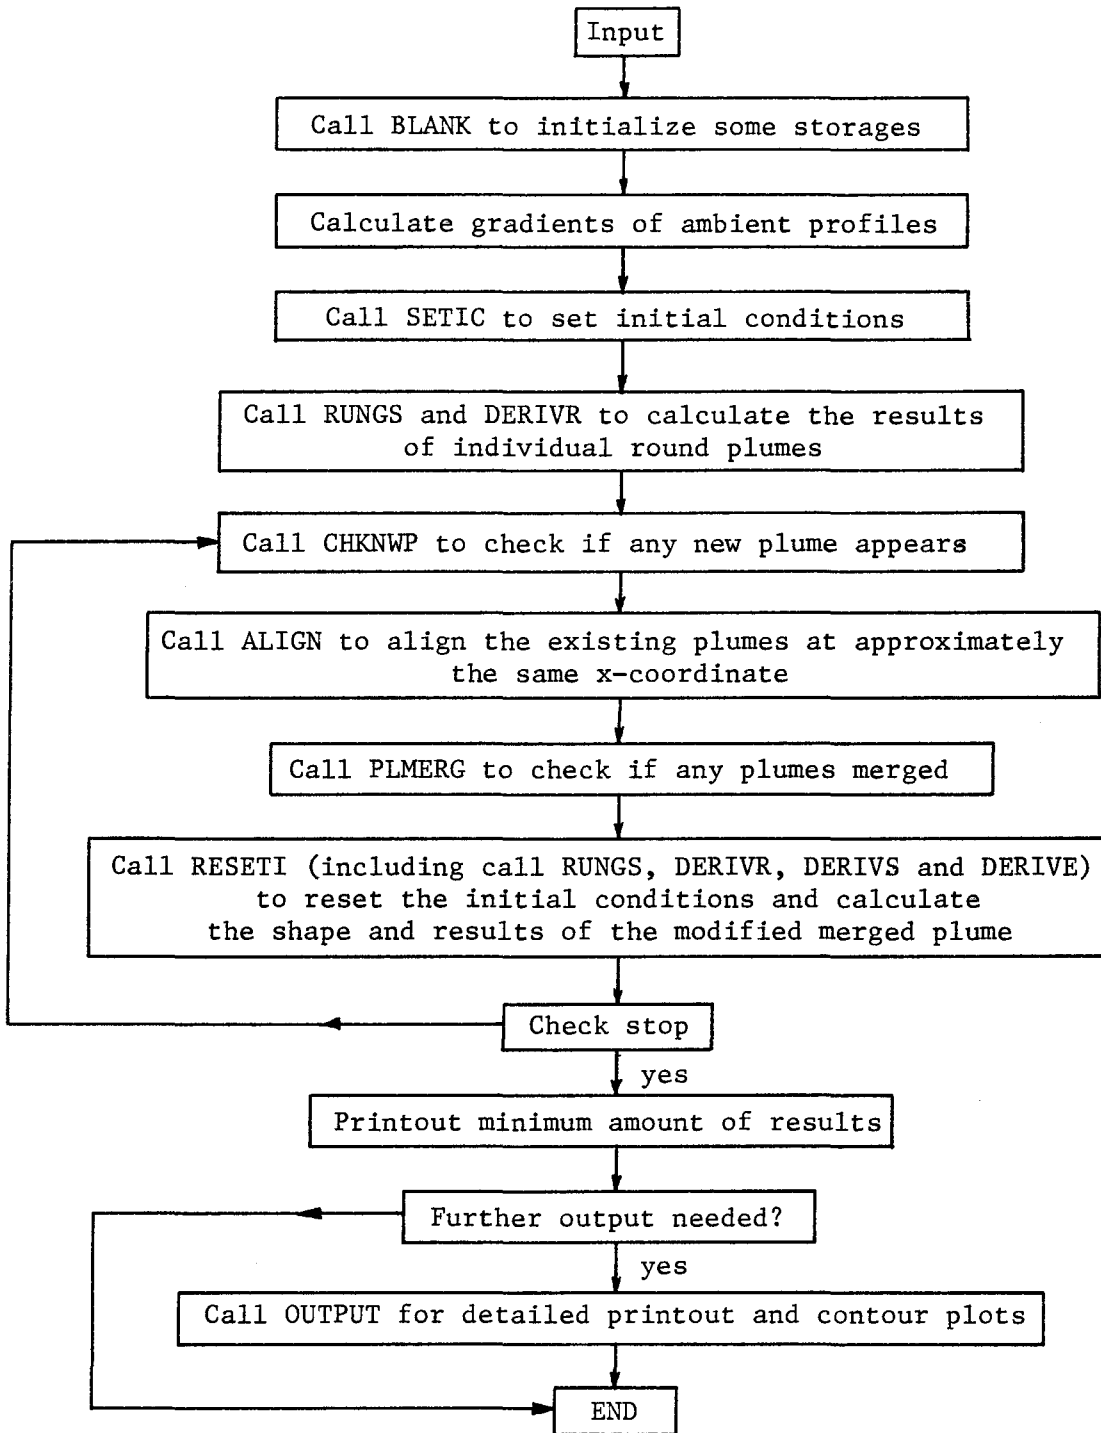 Input
Call BLANK to initialize some storages
Calculate gradients of ambient profiles
Call SETIC to set initial conditions
Call RUNGS and DERIVR to calculate the results
of individual round plumes
Call CHKNWP to check if any new plume appears
Call ALIGN to align the existing plumes at approximately
the same x-coordinate
Call PLMERG to check if any plumes merged
Call RESETI (including call RUNGS, DERIVR, DERIVS and DERIVE)
to reset the initial conditions and calculate
the shape and results of the modified merged plume
Check stop
yes
Printout minimum amount of results
Further output needed?
yes
Call OUTPUT for detailed printout and contour plots
END